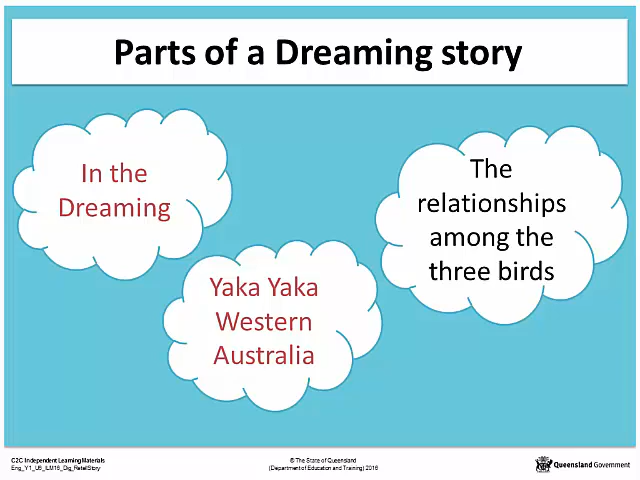 Parts of a Dreaming story
In the
Dreaming
Yaka Yaka
Western
Australia
The
relationships
among the
three birds
C2C Independent Learning Materials
Eng_Y1_U6_ILM16_Dig_RetellStory
© The State of Queensland
(Department of Education and Training) 2016
Queensland Government